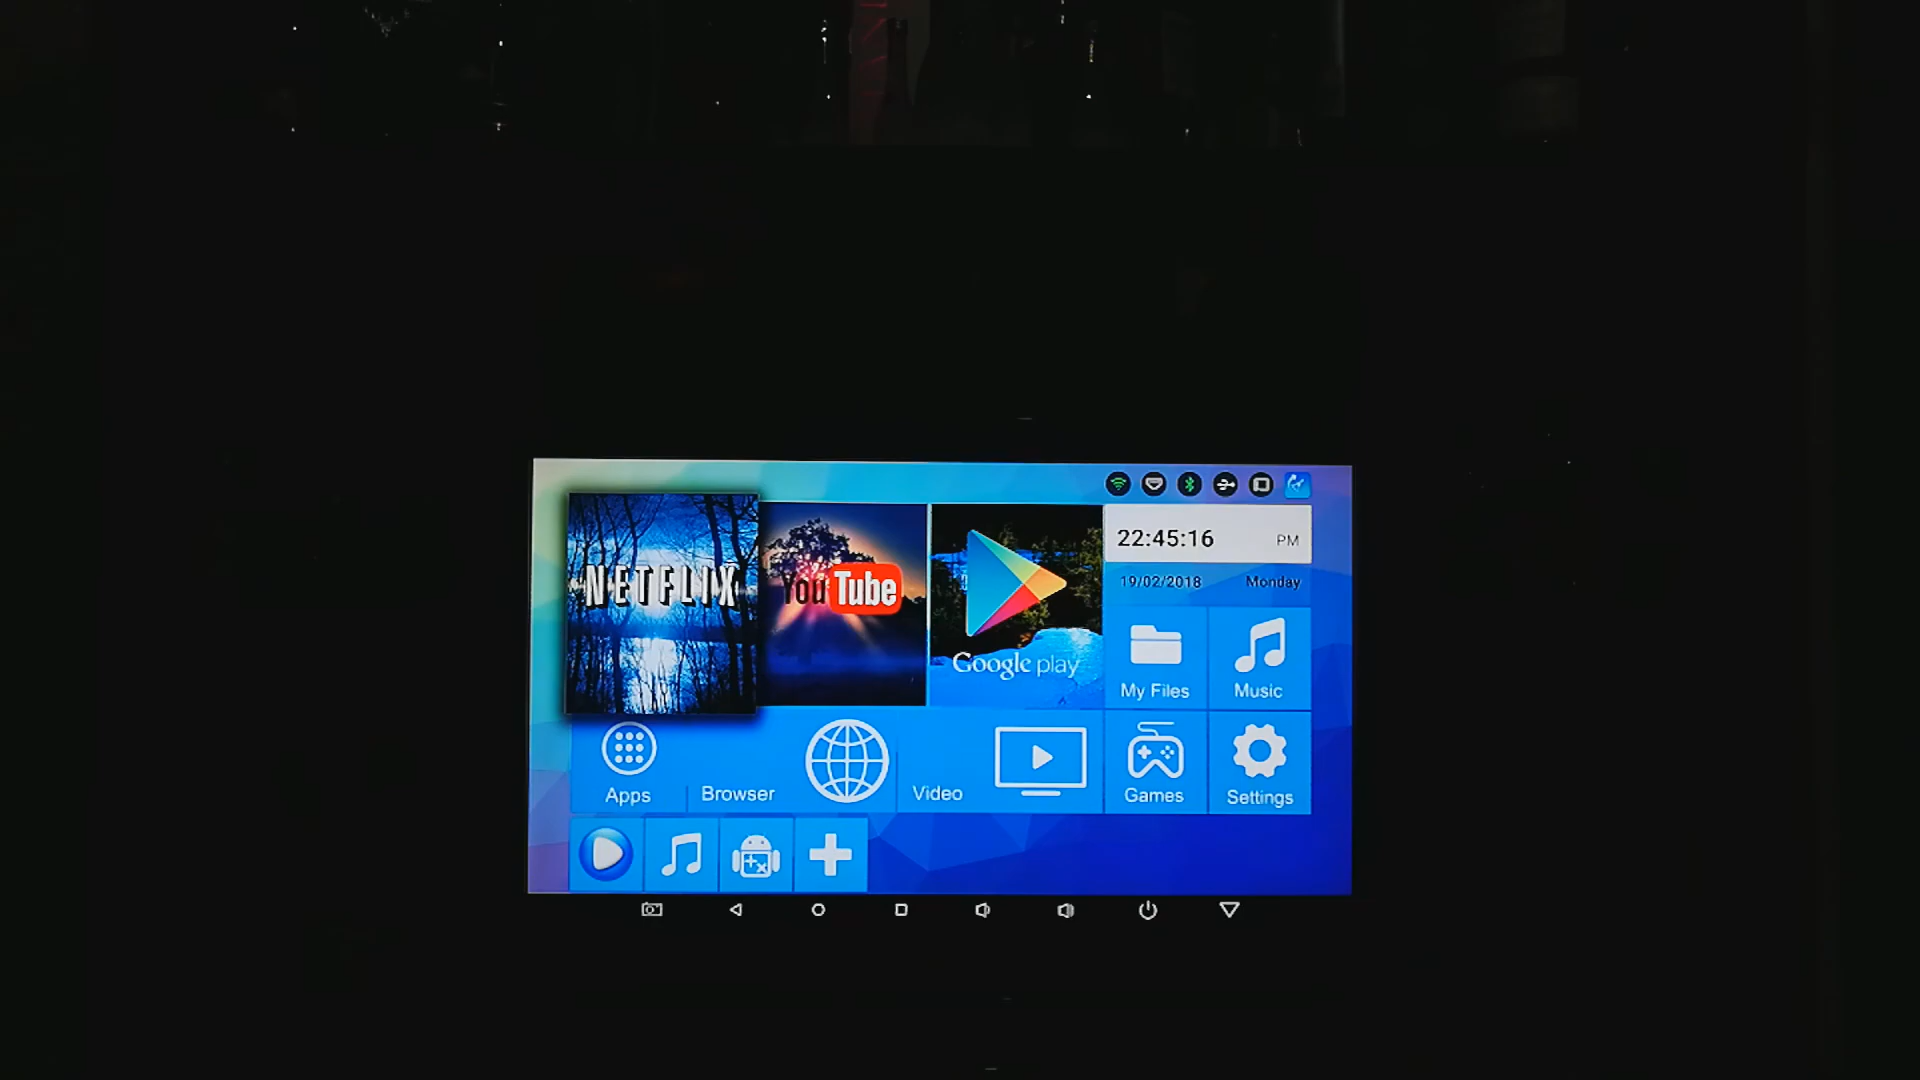 22:45:16 PM
19/02/2018 Monday
NETFLIX
YouTube
Google play
My Files
Music
Apps
Browser
Video
Games
Settings